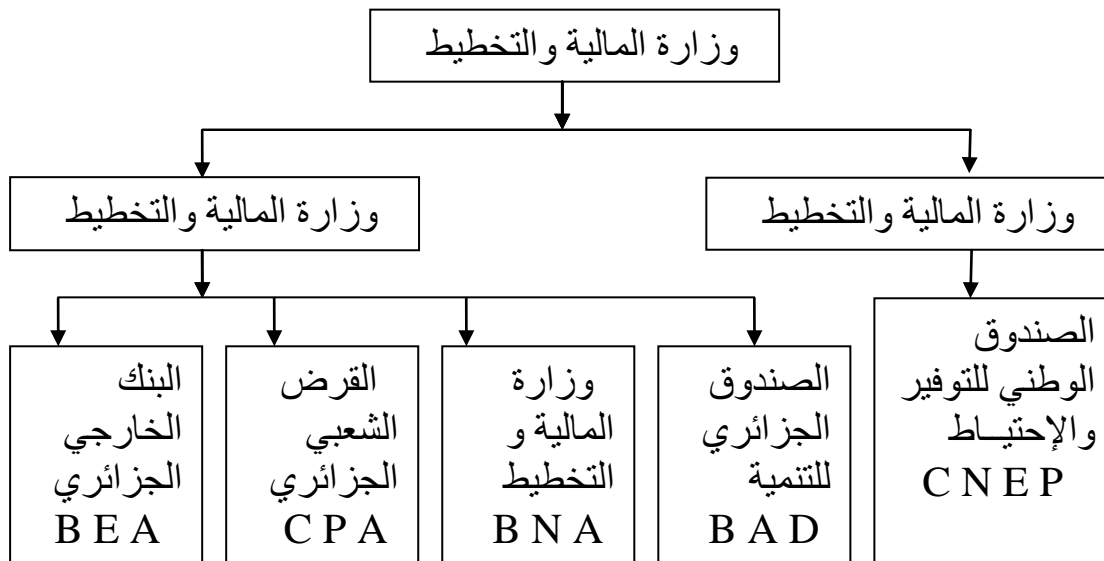 وزارة المالية والتخطيط
وزارة المالية والتخطيط
وزارة المالية والتخطيط
الصندوق
الوطني للتوفير
والإحتيــاط
C N E P
الصندوق
الجزائري
للتنمية
B A D
وزارة
المالية و
التخطيط
B N A
القرض
الشعبي
الجزائري
C P A
البنك
الخارجي
الجزائري
B E A